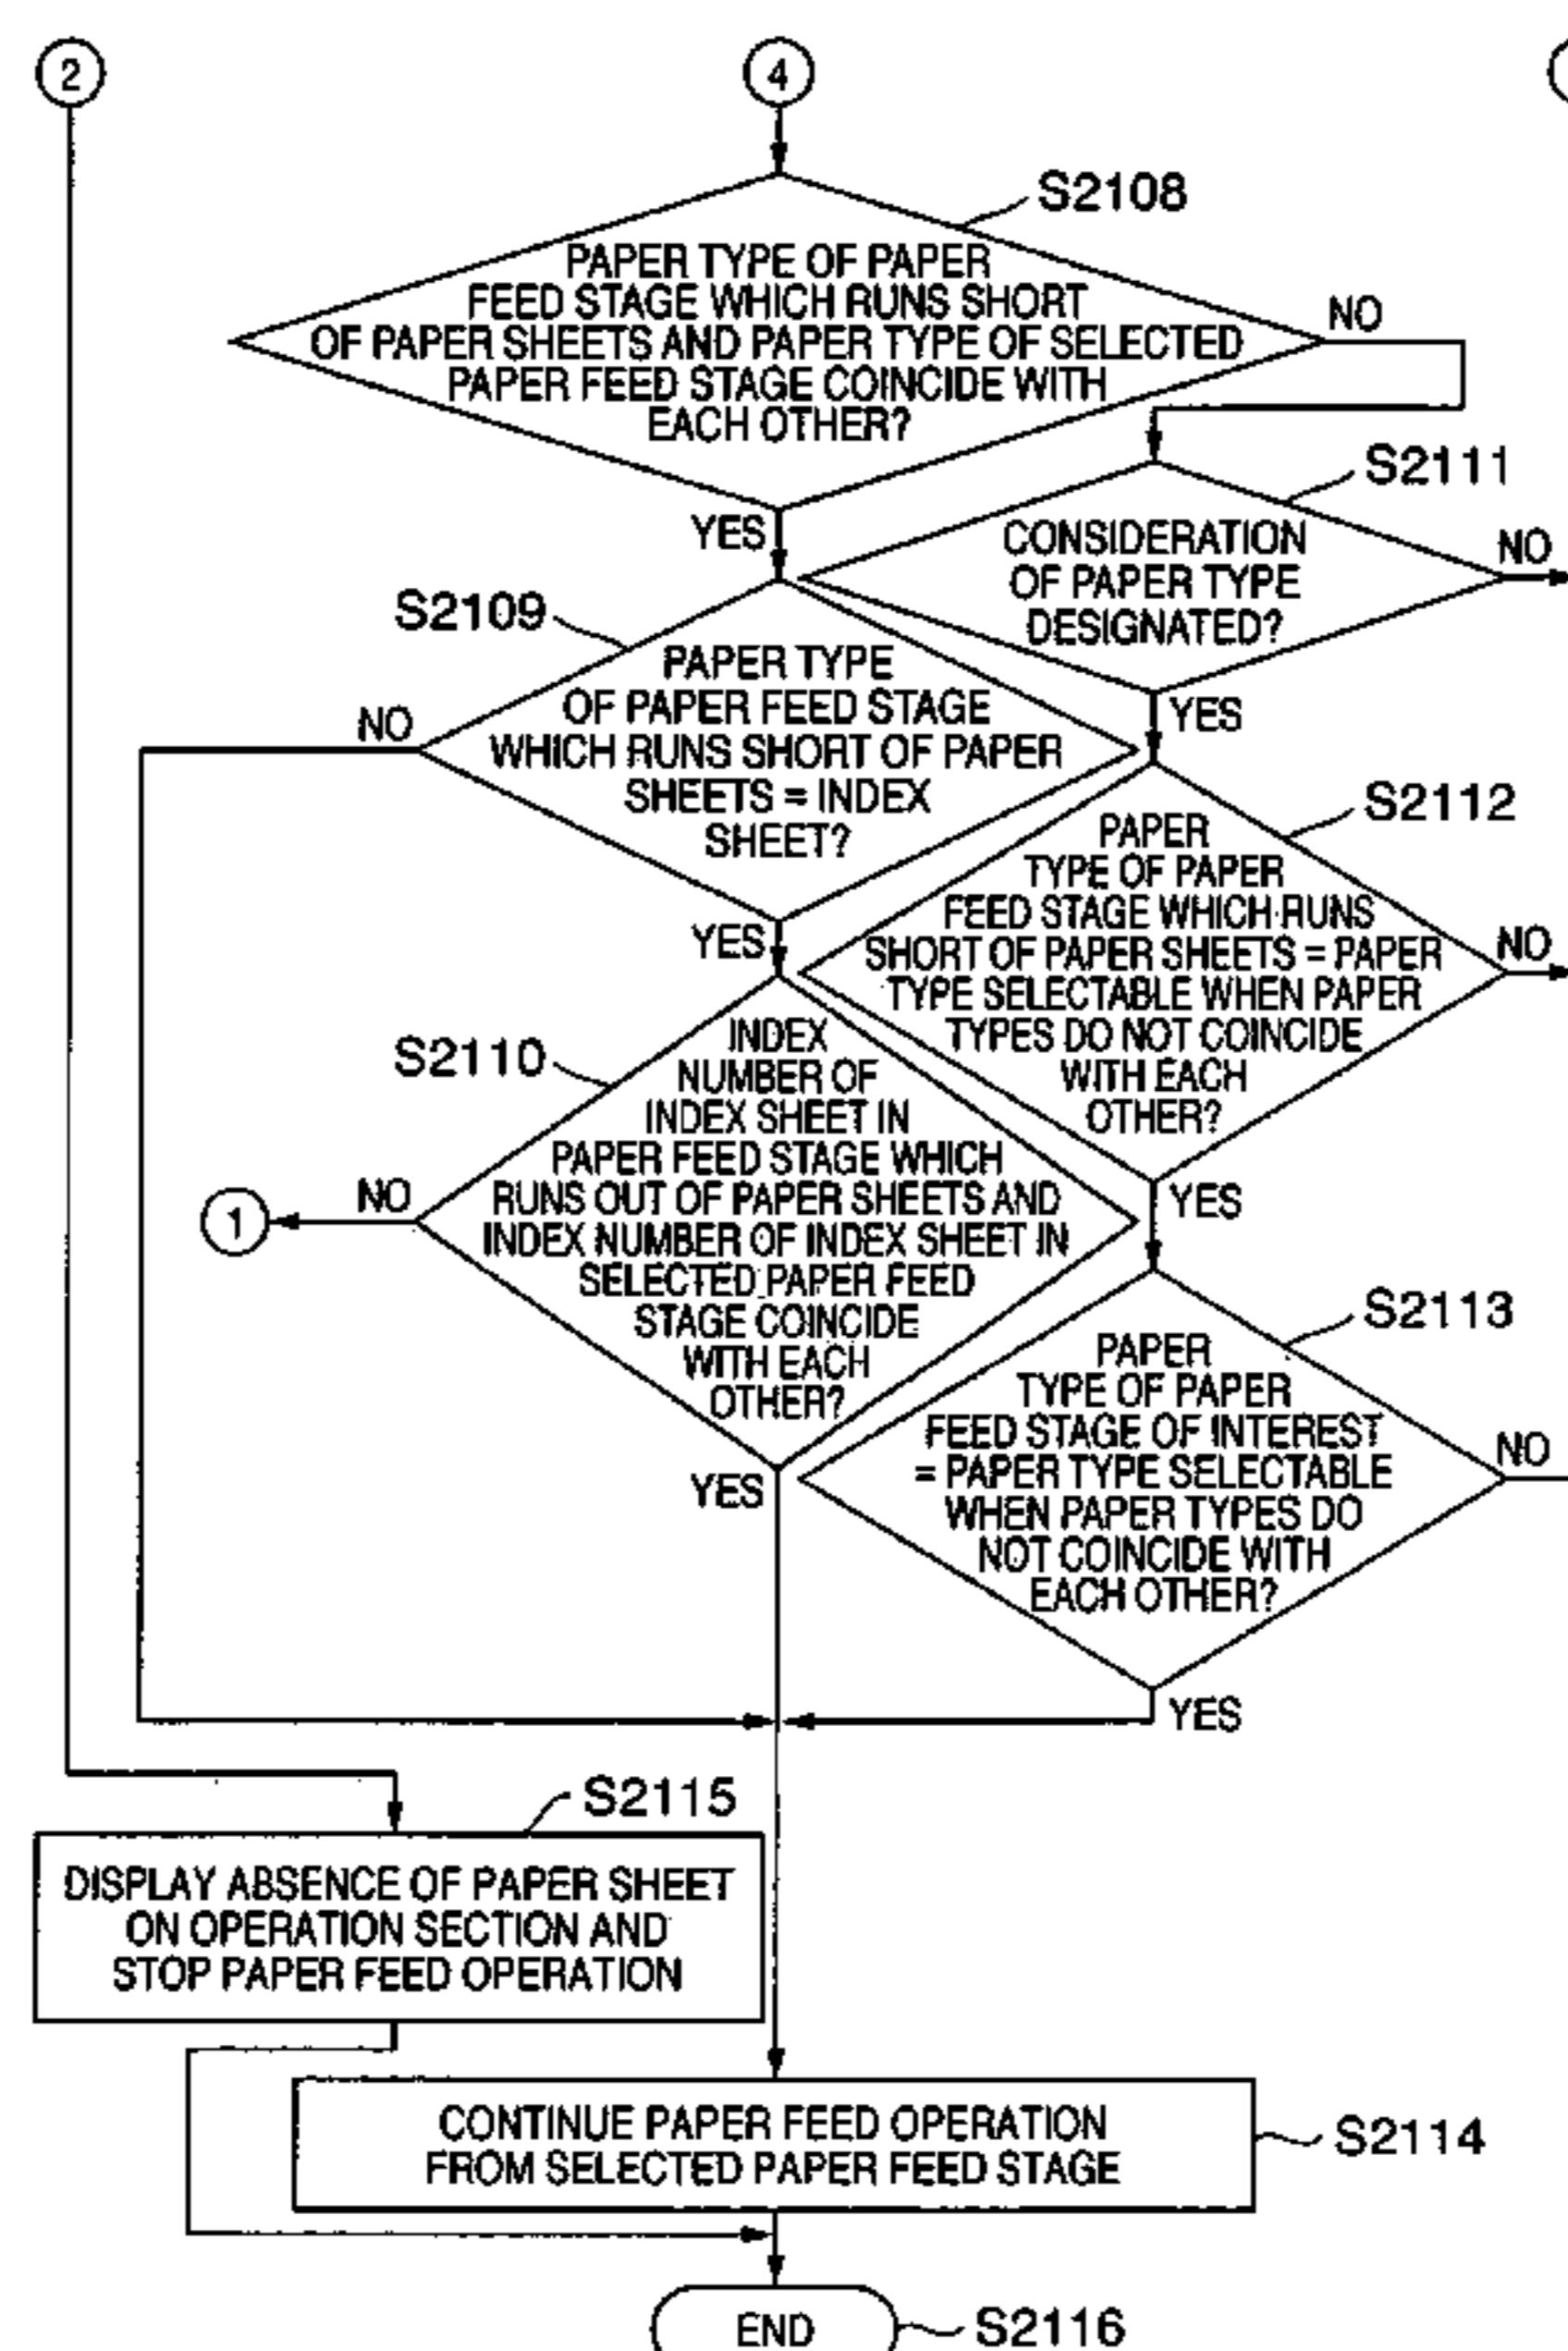 2
4
S2108
PAPER TYPE OF PAPER
FEED STAGE WHICH RUNS SHORT
OF PAPER SHEETS AND PAPER TYPE OF SELECTED
PAPER FEED STAGE COINCIDE WITH
EACH OTHER?
NO
YES
S2111
CONSIDERATION
OF PAPER TYPE
DESIGNATED?
NO
YES
S2109
PAPER TYPE
OF PAPER FEED STAGE
WHICH RUNS SHORT OF PAPER
SHEETS = INDEX
SHEET?
NO
YES
S2112
PAPER
TYPE OF PAPER
FEED STAGE WHICH RUNS
SHORT OF PAPER SHEETS = PAPER
TYPE SELECTABLE WHEN PAPER
TYPES DO NOT COINCIDE
WITH EACH
OTHER?
NO
YES
S2110
INDEX
NUMBER OF
INDEX SHEET IN
PAPER FEED STAGE WHICH
RUNS OUT OF PAPER SHEETS AND
INDEX NUMBER OF INDEX SHEET IN
SELECTED PAPER FEED
STAGE COINCIDE
WITH EACH
OTHER?
NO
1
YES
S2113
PAPER
TYPE OF PAPER
FEED STAGE OF INTEREST
= PAPER TYPE SELECTABLE
WHEN PAPER TYPES DO
NOT COINCIDE WITH
EACH OTHER?
NO
YES
S2115
DISPLAY ABSENCE OF PAPER SHEET
ON OPERATION SECTION AND
STOP PAPER FEED OPERATION
CONTINUE PAPER FEED OPERATION
FROM SELECTED PAPER FEED STAGE
S2114
END
S2116